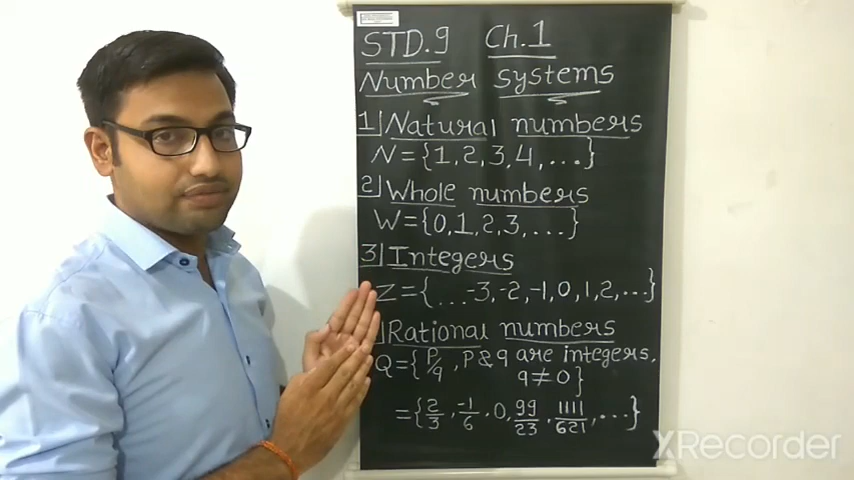 STD.9 Ch.1
Number Systems
1| Natural numbers
N={1,2,3,4,...}
2| Whole numbers
W={0,1,2,3,...}
3| Integers
Z={...-3,-2,-1,0,1,2,...}
| Rational numbers
Q={P/q, P & q are integers,
q≠0}
={2/3, -1/6, 0, 99/23, 1111/621, ...}
XRecorder